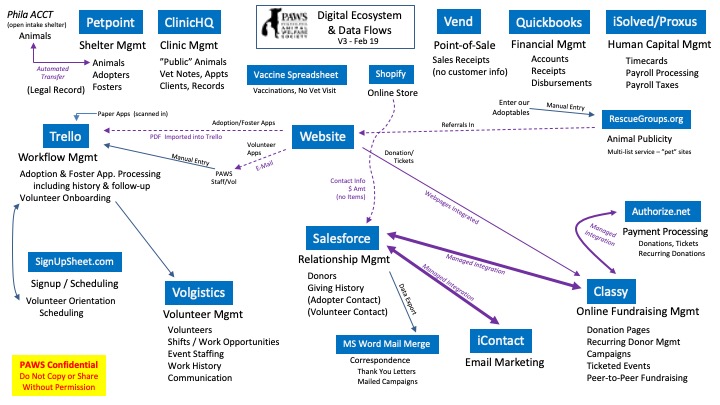 Phila ACCT
(open intake shelter)
Animals
Automated
Transfer
(Legal Record)
Petpoint
Shelter Mgmt
Animals
Adopters
Fosters
ClinicHQ
Clinic Mgmt
"Public" Animals
Vet Notes, Appts
Clients, Records
PAWS
PHILADELPHIA
ANIMAL WELFARE
SOCIETY
Digital Ecosystem
& Data Flows
V3 - Feb 19
Vaccine Spreadsheet
Vaccinations, No Vet Visit
Shopify
Online Store
Vend
Point-of-Sale
Sales Receipts
(no customer info)
Quickbooks
Financial Mgmt
Accounts
Receipts
Disbursements
iSolved/Proxus
Human Capital Mgmt
Timecards
Payroll Processing
Payroll Taxes
Paper Apps (scanned in)
Trello
Workflow Mgmt
Adoption & Foster App. Processing
including history & follow-up
Volunteer Onboarding
Adoption/Foster Apps
PDF Imported into Trello
Manual Entry
PAWS
Staff/Vol
Volunteer
Apps
E-Mail
Website
Referrals In
Enter our
Adoptables
Manual Entry
RescueGroups.org
Animal Publicity
Multi-list service – "pet" sites
Donation/
Tickets
Contact Info
$ Amt
(no Items)
Webpages Integrated
Authorize.net
Payment Processing
Donations, Tickets
Recurring Donations
Managed
Integration
SignUpSheet.com
Signup / Scheduling
Volunteer Orientation
Scheduling
Volgistics
Volunteer Mgmt
Volunteers
Shifts / Work Opportunities
Event Staffing
Work History
Communication
Salesforce
Relationship Mgmt
Donors
Giving History
(Adopter Contact)
(Volunteer Contact)
Managed Integration
Managed Integration
Data Export
MS Word Mail Merge
Correspondence
Thank You Letters
Mailed Campaigns
iContact
Email Marketing
Classy
Online Fundraising Mgmt
Donation Pages
Recurring Donor Mgmt
Campaigns
Ticketed Events
Peer-to-Peer Fundraising
PAWS Confidential
Do Not Copy or Share
Without Permission